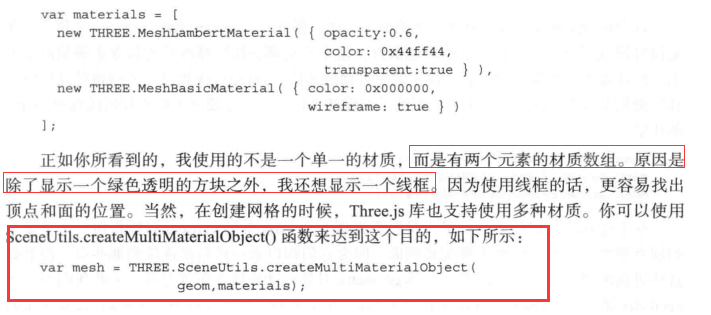 var materials = [
new THREE.MeshLambertMaterial( { opacity:0.6,
color: 0x44ff44,
transparent:true } ),
new THREE.MeshBasicMaterial( { color: 0x000000,
wireframe: true } )
];
正如你所看到的，我使用的不是一个单一的材质，而是有两个元素的材质数组。原因是
除了显示一个绿色透明的方块之外，我还想显示一个线框。因为使用线框的话，更容易找出
顶点和面的位置。当然，在创建网格的时候，Three.js 库也支持使用多种材质。你可以使用
SceneUtils.createMultiMaterialObject() 函数来达到这个目的，如下所示：
var mesh = THREE.SceneUtils.createMultiMaterialObject(
geom,materials);